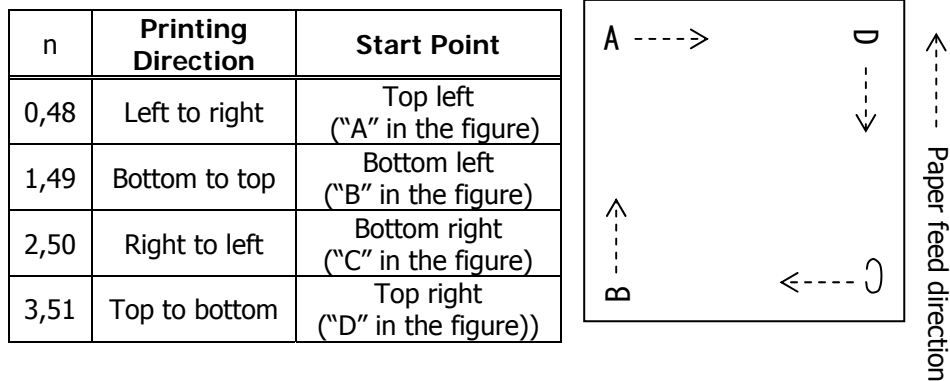 n
Printing
Direction
Start Point
0,48
Left to right
Top left
(“A” in the figure)
1,49
Bottom to top
Bottom left
(“B” in the figure)
2,50
Right to left
Bottom right
(“C” in the figure)
3,51
Top to bottom
Top right
(“D” in the figure))
A
D
B
C
Paper feed direction